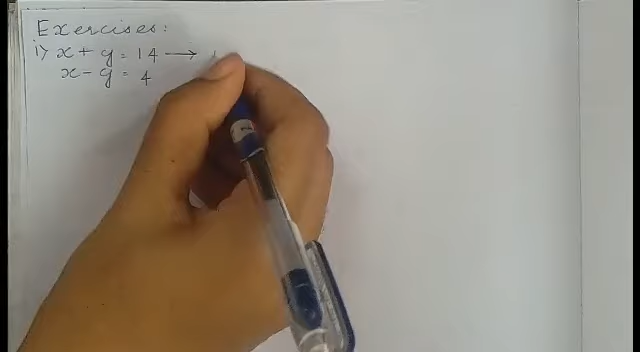 Exercises:
i) x + y = 14 →
x - y = 4